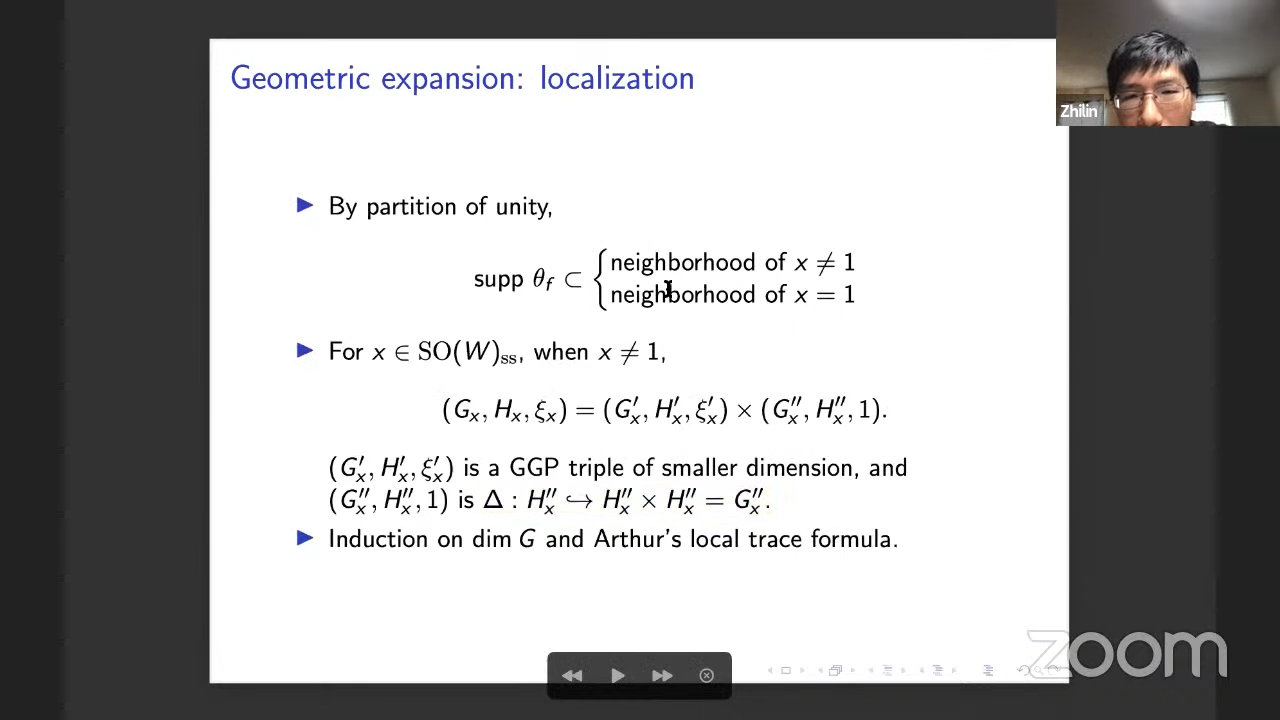 Geometric expansion: localization
Zhilin
▶ By partition of unity,
supp θ_f ⊂ { neighborhood of x ≠ 1
neighborhood of x = 1
▶ For x ∈ SO(W)_ss, when x ≠ 1,
(G_x, H_x, ξ_x) = (G′_x, H′_x, ξ′_x) × (G″_x, H″_x, 1).
(G′_x, H′_x, ξ′_x) is a GGP triple of smaller dimension, and
(G″_x, H″_x, 1) is Δ : H″_x ↪ H″_x × H″_x = G″_x.
▶ Induction on dim G and Arthur's local trace formula.
zoom